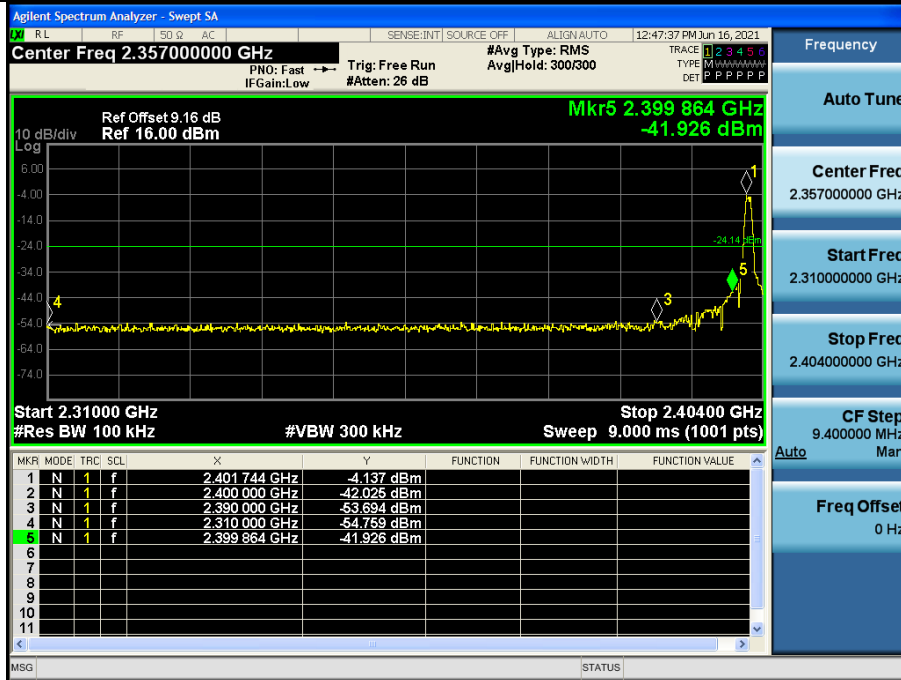 Agilent Spectrum Analyzer - Swept SA
LXI RL RF 50 Ω AC SENSE:INT SOURCE OFF ALIGN AUTO 12:47:37 PM Jun 16, 2021
Center Freq 2.357000000 GHz
PNO: Fast
IFGain:Low
Trig: Free Run
#Atten: 26 dB
#Avg Type: RMS
Avg|Hold: 300/300
TRACE 1 2 3 4 5 6
TYPE M W W W W W
DET P P P P P P
Mkr5 2.399 864 GHz
-41.926 dBm
Ref Offset 9.16 dB
10 dB/div Ref 16.00 dBm
Log
6.00
-4.00
-14.0
-24.0
-34.0
-44.0
-54.0
-64.0
-74.0
1
-24.14 dBm
5
4
3
Start 2.31000 GHz Stop 2.40400 GHz
#Res BW 100 kHz #VBW 300 kHz Sweep 9.000 ms (1001 pts)
MKR MODE TRC SCL X Y FUNCTION FUNCTION WIDTH FUNCTION VALUE
1 N 1 f 2.401 744 GHz -4.137 dBm
2 N 1 f 2.400 000 GHz -42.025 dBm
3 N 1 f 2.390 000 GHz -53.694 dBm
4 N 1 f 2.310 000 GHz -54.759 dBm
5 N 1 f 2.399 864 GHz -41.926 dBm
6
7
8
9
10
11
MSG STATUS
Frequency
Auto Tune
Center Freq
2.357000000 GHz
Start Freq
2.310000000 GHz
Stop Freq
2.404000000 GHz
CF Step
9.400000 MHz
Auto Man
Freq Offset
0 Hz